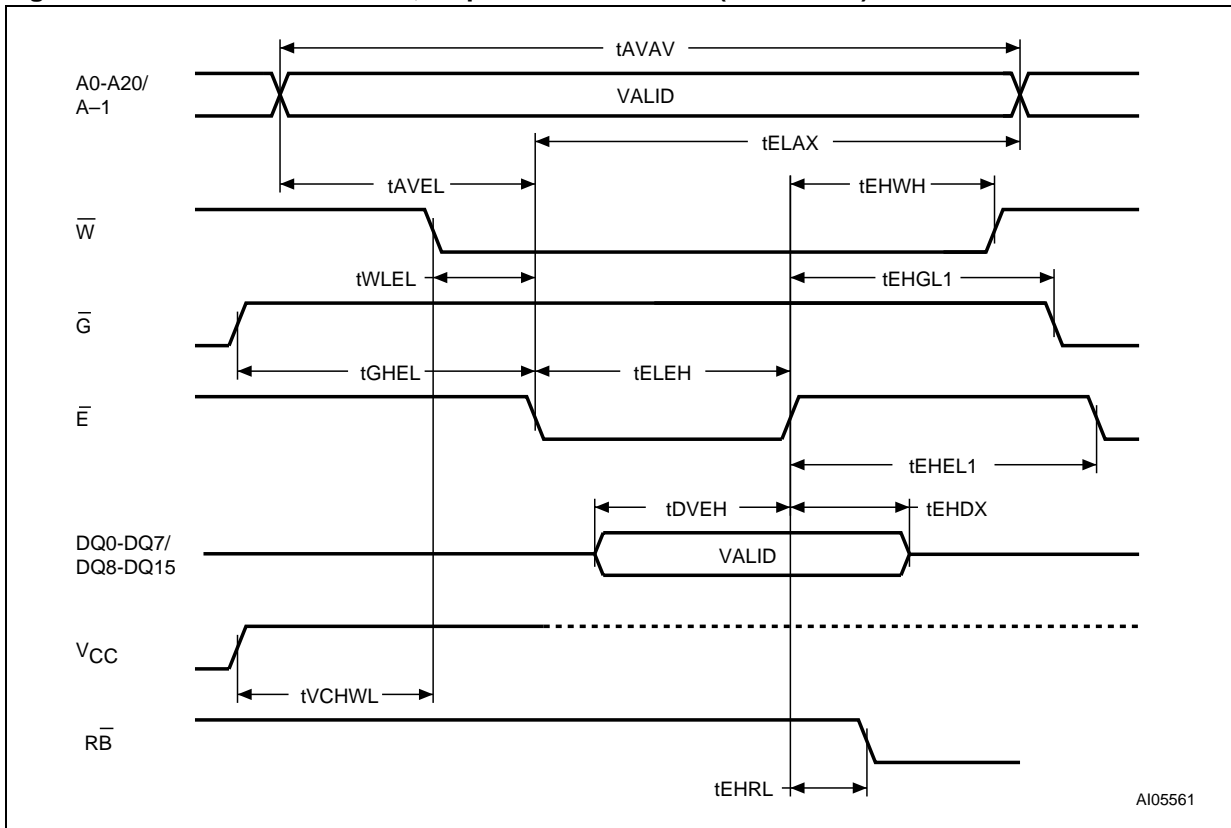 tAVAV
A0-A20/
A–1
VALID
tELAX
tAVEL
tEHWH
W̅
tWLEL
tEHGL1
G̅
tGHEL
tELEH
E̅
tEHEL1
tDVEH
tEHDX
DQ0-DQ7/
DQ8-DQ15
VALID
VCC
tVCHWL
RB̅
tEHRL
AI05561